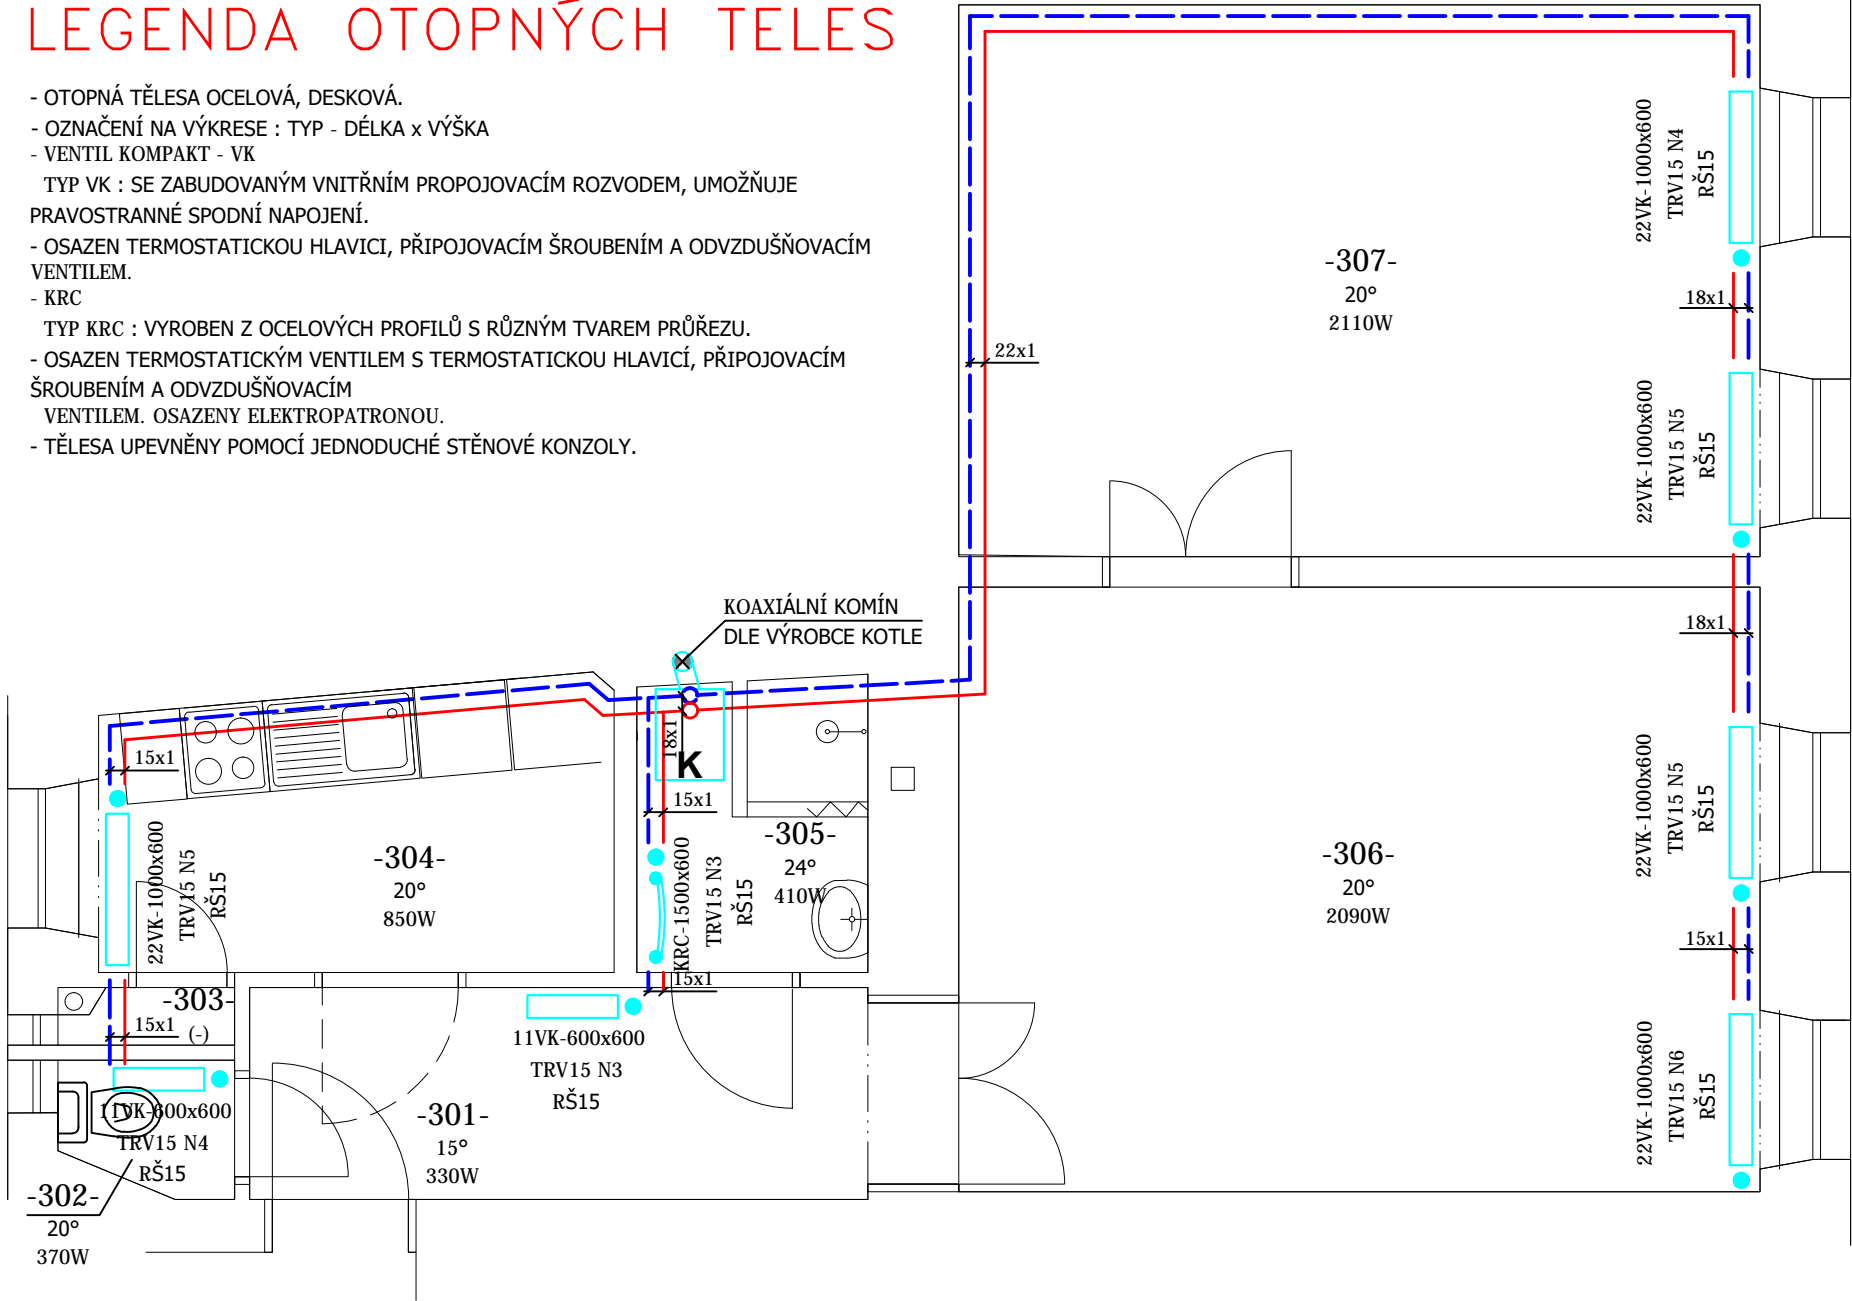 LEGENDA OTOPNÝCH TELES
- OTOPNÁ TĚLESA OCELOVÁ, DESKOVÁ.
- OZNAČENÍ NA VÝKRESE : TYP - DÉLKA x VÝŠKA
- VENTIL KOMPAKT - VK
TYP VK : SE ZABUDOVANÝM VNITŘNÍM PROPOJOVACÍM ROZVODEM, UMOŽŇUJE
PRAVOSTRANNÉ SPODNÍ NAPOJENÍ.
- OSAZEN TERMOSTATICKOU HLAVICI, PŘIPOJOVACÍM ŠROUBENÍM A ODVZDUŠŇOVACÍM
VENTILEM.
- KRC
TYP KRC : VYROBEN Z OCELOVÝCH PROFILŮ S RŮZNÝM TVAREM PRŮŘEZU.
- OSAZEN TERMOSTATICKÝM VENTILEM S TERMOSTATICKOU HLAVICÍ, PŘIPOJOVACÍM
ŠROUBENÍM A ODVZDUŠŇOVACÍM
VENTILEM. OSAZENY ELEKTROPATRONOU.
- TĚLESA UPEVNĚNY POMOCÍ JEDNODUCHÉ STĚNOVÉ KONZOLY.
22VK-1000x600
TRV15 N4
RŠ15
-307-
20°
2110W
18x1
22x1
22VK-1000x600
TRV15 N5
RŠ15
KOAXIÁLNÍ KOMÍN
DLE VÝROBCE KOTLE
18x1
18x1
K
15x1
15x1
-304-
20°
850W
22VK-1000x600
TRV15 N5
RŠ15
-305-
24°
410W
KRC-1500x600
TRV15 N3
RŠ15
15x1
-306-
20°
2090W
22VK-1000x600
TRV15 N5
RŠ15
15x1
-303-
(-)
15x1
11VK-600x600
TRV15 N3
RŠ15
22VK-1000x600
TRV15 N6
RŠ15
11VK-600x600
TRV15 N4
RŠ15
-301-
15°
330W
-302-
20°
370W